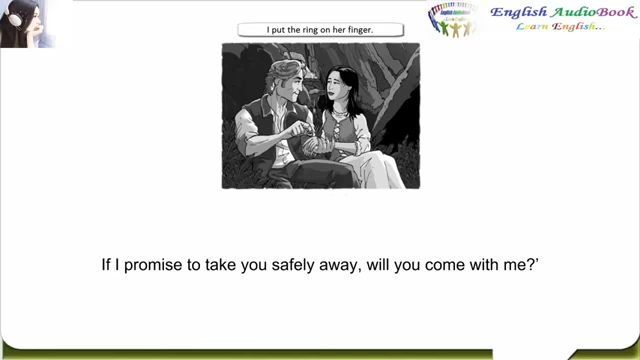 I put the ring on her finger.
English AudioBook
Learn English...
If I promise to take you safely away, will you come with me?'